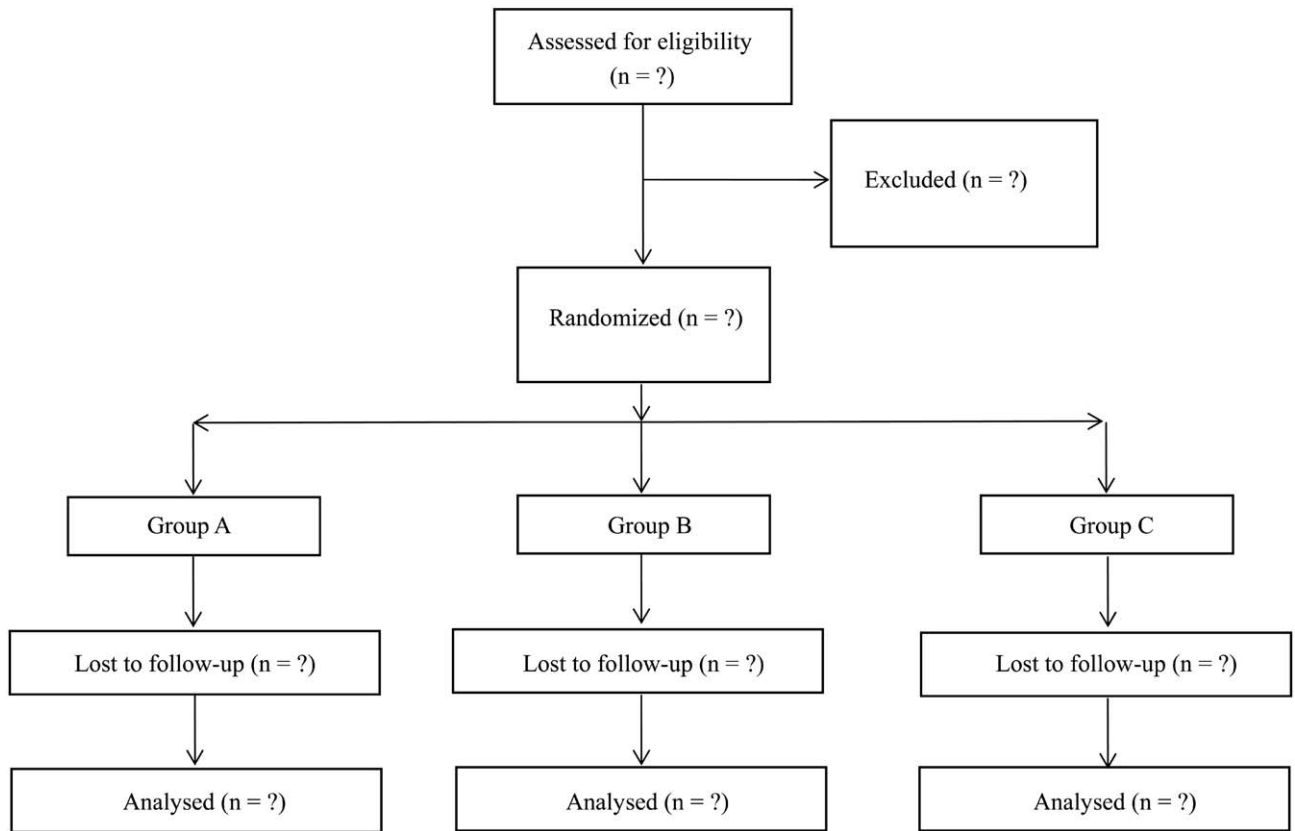 Assessed for eligibility
(n = ?)
Excluded (n = ?)
Randomized (n = ?)
Group A
Group B
Group C
Lost to follow-up (n = ?)
Lost to follow-up (n = ?)
Lost to follow-up (n = ?)
Analysed (n = ?)
Analysed (n = ?)
Analysed (n = ?)